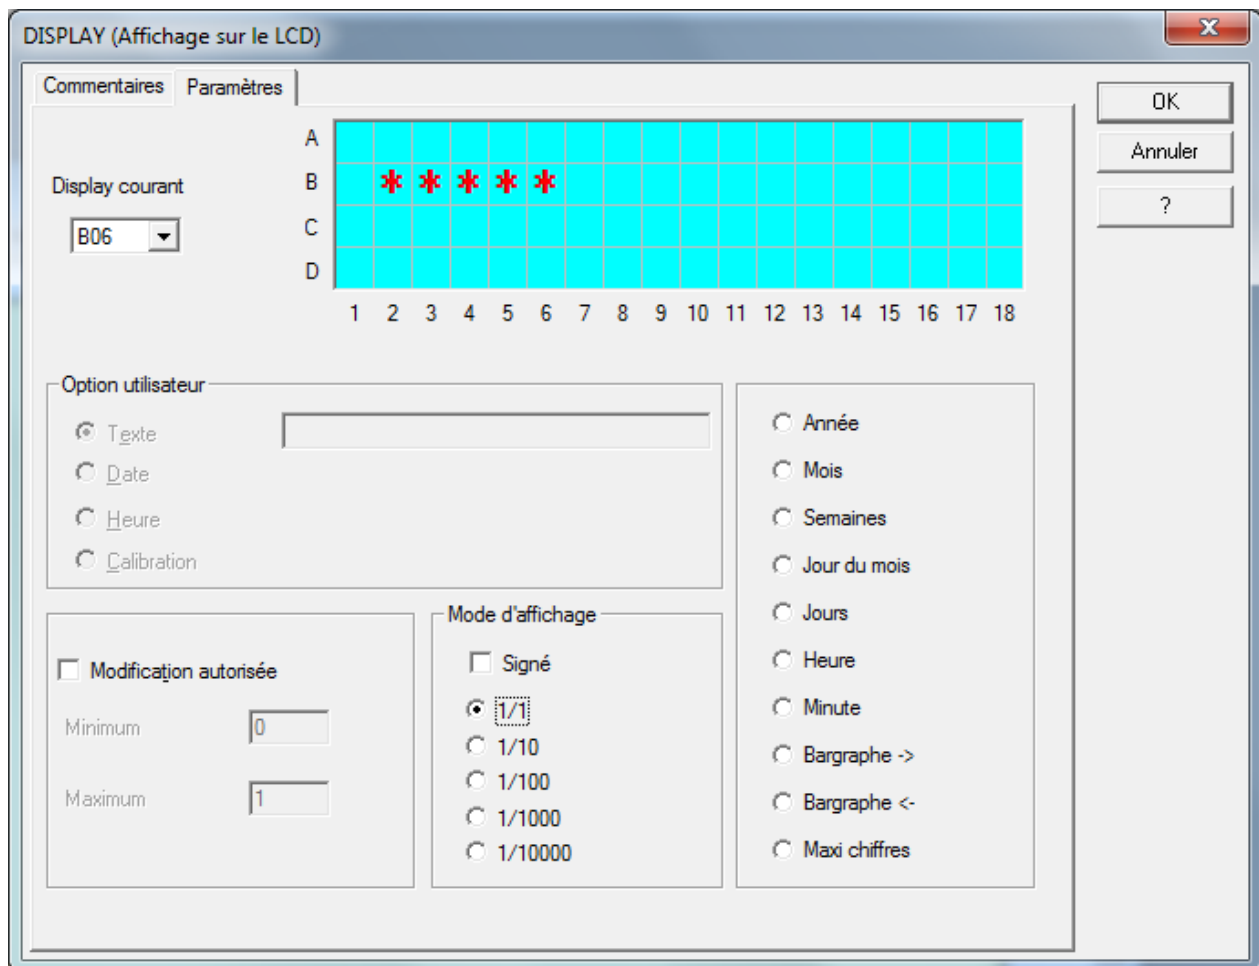 DISPLAY (Affichage sur le LCD)
Commentaires Paramètres
OK
Annuler
?
Display courant
B06
A
B * * * * *
C
D
1 2 3 4 5 6 7 8 9 10 11 12 13 14 15 16 17 18
Option utilisateur
Texte
Date
Heure
Calibration
Modification autorisée
Minimum 0
Maximum 1
Mode d'affichage
Signé
1/1
1/10
1/100
1/1000
1/10000
Année
Mois
Semaines
Jour du mois
Jours
Heure
Minute
Bargraphe ->
Bargraphe <-
Maxi chiffres